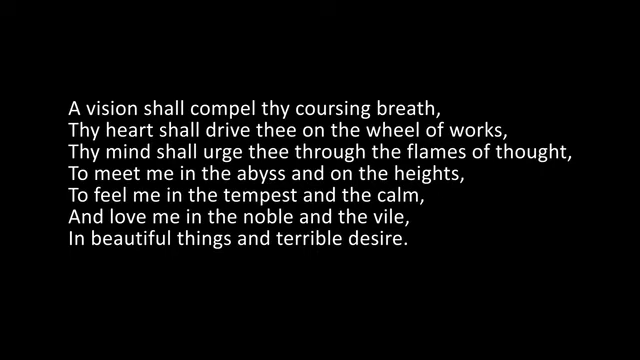 A vision shall compel thy coursing breath,
Thy heart shall drive thee on the wheel of works,
Thy mind shall urge thee through the flames of thought,
To meet me in the abyss and on the heights,
To feel me in the tempest and the calm,
And love me in the noble and the vile,
In beautiful things and terrible desire.